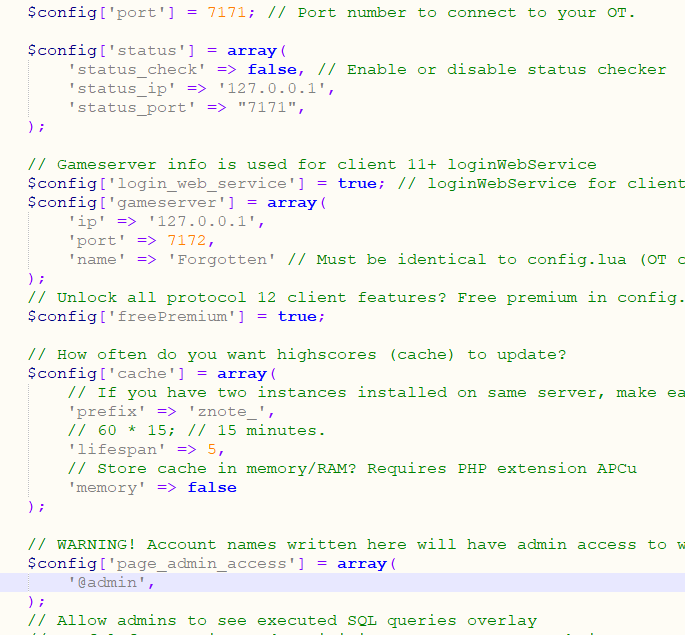 $config['port'] = 7171; // Port number to connect to your OT.
$config['status'] = array(
'status_check' => false, // Enable or disable status checker
'status_ip' => '127.0.0.1',
'status_port' => "7171",
);
// Gameserver info is used for client 11+ loginWebService
$config['login_web_service'] = true; // loginWebService for client
$config['gameserver'] = array(
'ip' => '127.0.0.1',
'port' => 7172,
'name' => 'Forgotten' // Must be identical to config.lua (OT c
);
// Unlock all protocol 12 client features? Free premium in config.
$config['freePremium'] = true;
// How often do you want highscores (cache) to update?
$config['cache'] = array(
// If you have two instances installed on same server, make ea
'prefix' => 'znote_',
// 60 * 15; // 15 minutes.
'lifespan' => 5,
// Store cache in memory/RAM? Requires PHP extension APCu
'memory' => false
);
// WARNING! Account names written here will have admin access to w
$config['page_admin_access'] = array(
'@admin',
);
// Allow admins to see executed SQL queries overlay